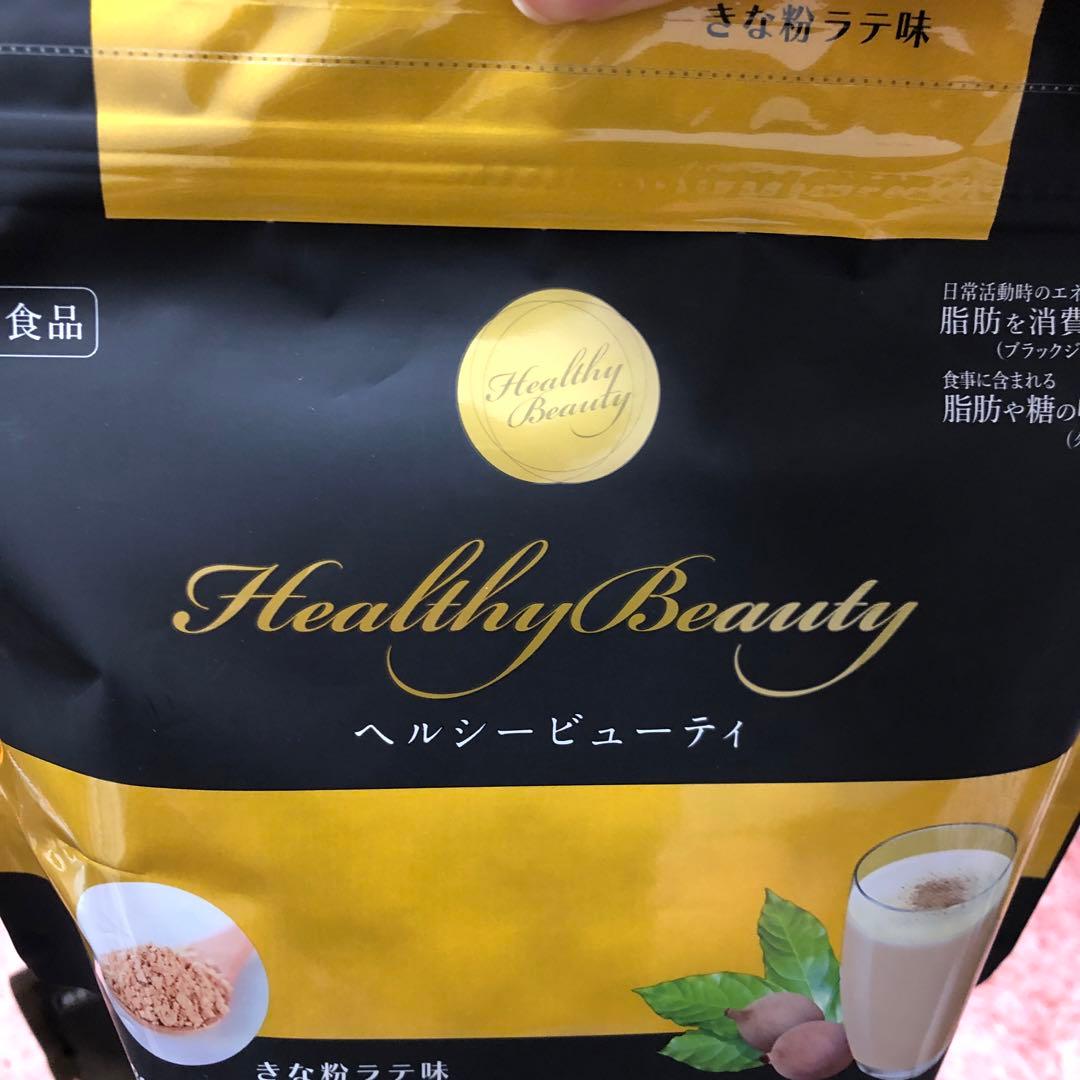 きな粉ラテ味
食品
日常活動時のエネ
脂肪を消費
(ブラックジ
食事に含まれる
脂肪や糖の
Healthy
Beauty
Healthy Beauty
ヘルシービューティ
きな粉ラテ味